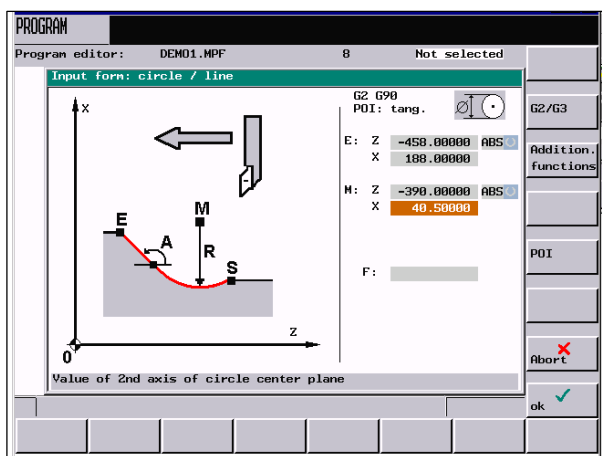 PROGRAM
Program editor: DEMO1.MPF 8 Not selected
Input form: circle / line
X
E
A
M
R
S
Z
0
G2 G90
POI: tang.
E: Z -458.00000 ABS
X 188.00000
M: Z -390.00000 ABS
X 40.50000
F:
Value of 2nd axis of circle center plane
G2/G3
Addition.
functions
POI
Abort
ok